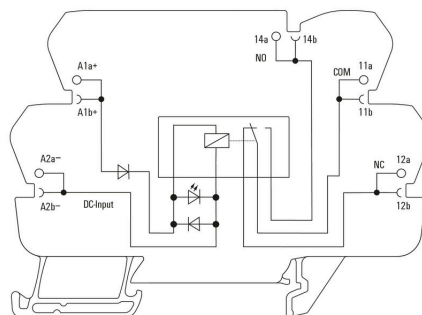 14a
14b
NO
A1a+
A1b+
COM
11a
11b
A2a–
A2b–
DC-Input
NC
12a
12b